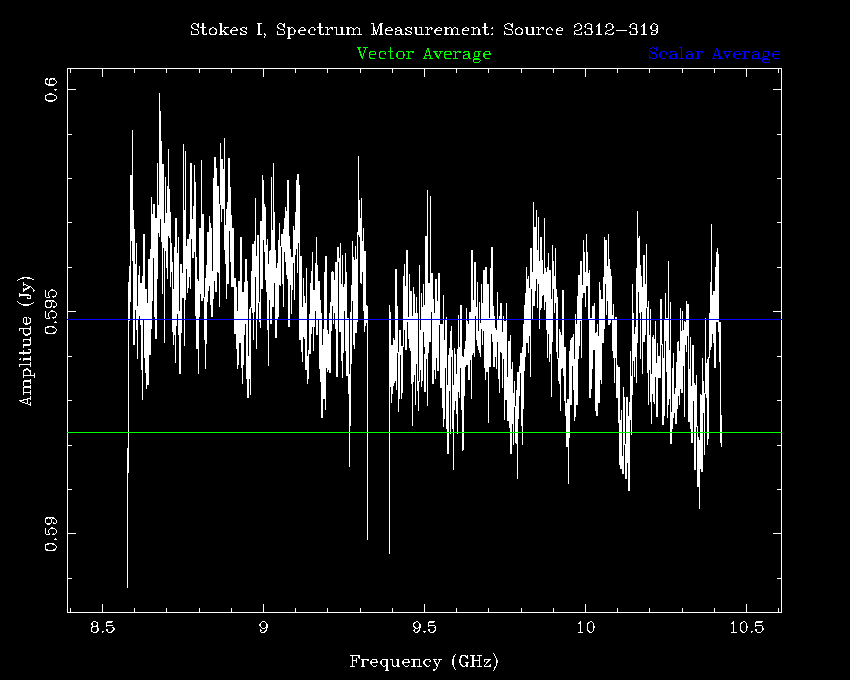 Stokes I, Spectrum Measurement: Source 2312-319
Vector Average
Scalar Average
0.6
0.595
0.59
Amplitude (Jy)
8.5
9
9.5
10
10.5
Frequency (GHz)